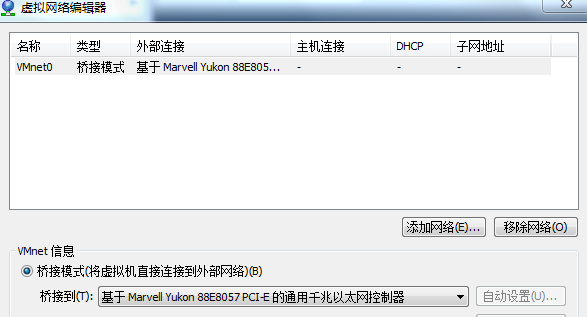 虚拟网络编辑器
名称 类型 外部连接 主机连接 DHCP 子网地址
VMnet0 桥接模式 基于 Marvell Yukon 88E805... - - -
添加网络(E)... 移除网络(O)
VMnet 信息
桥接模式(将虚拟机直接连接到外部网络)(B)
桥接到(T): 基于 Marvell Yukon 88E8057 PCI-E 的通用千兆以太网控制器 自动设置(U)...